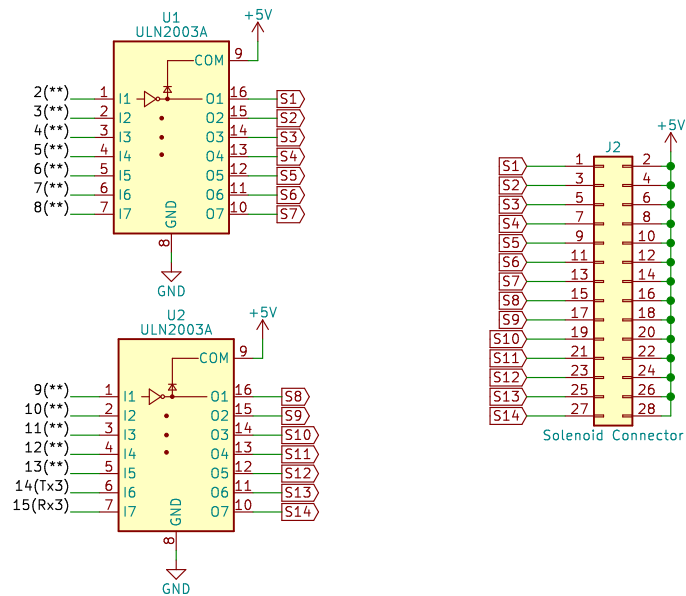 U1
ULN2003A
+5V
COM 9
2(**) 1 I1 O1 16 S1
3(**) 2 I2 O2 15 S2
4(**) 3 I3 O3 14 S3
5(**) 4 I4 O4 13 S4
6(**) 5 I5 O5 12 S5
7(**) 6 I6 O6 11 S6
8(**) 7 I7 O7 10 S7
GND
8
GND
U2
ULN2003A
+5V
COM 9
9(**) 1 I1 O1 16 S8
10(**) 2 I2 O2 15 S9
11(**) 3 I3 O3 14 S10
12(**) 4 I4 O4 13 S11
13(**) 5 I5 O5 12 S12
14(Tx3) 6 I6 O6 11 S13
15(Rx3) 7 I7 O7 10 S14
GND
8
GND
+5V
J2
S1 1 2
S2 3 4
S3 5 6
S4 7 8
S5 9 10
S6 11 12
S7 13 14
S8 15 16
S9 17 18
S10 19 20
S11 21 22
S12 23 24
S13 25 26
S14 27 28
Solenoid Connector